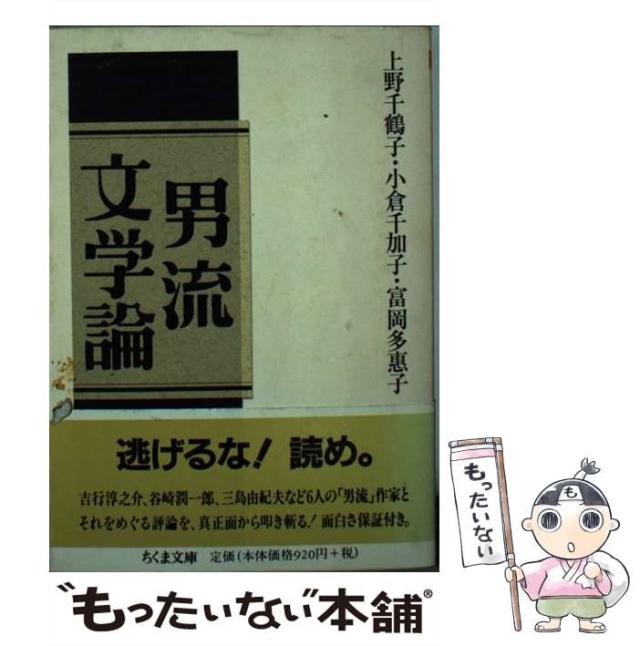 上野千鶴子・小倉千加子・富岡多惠子
男流
文学論
逃げるな! 読め。
吉行淳之介、谷崎潤一郎、三島由紀夫など6人の「男流」作家と
それをめぐる評論を、真正面から叩き斬る! 面白さ保証付き。
ちくま文庫 定価(本体価格920円+税)
"もったいない"本舗®
もったいない
も